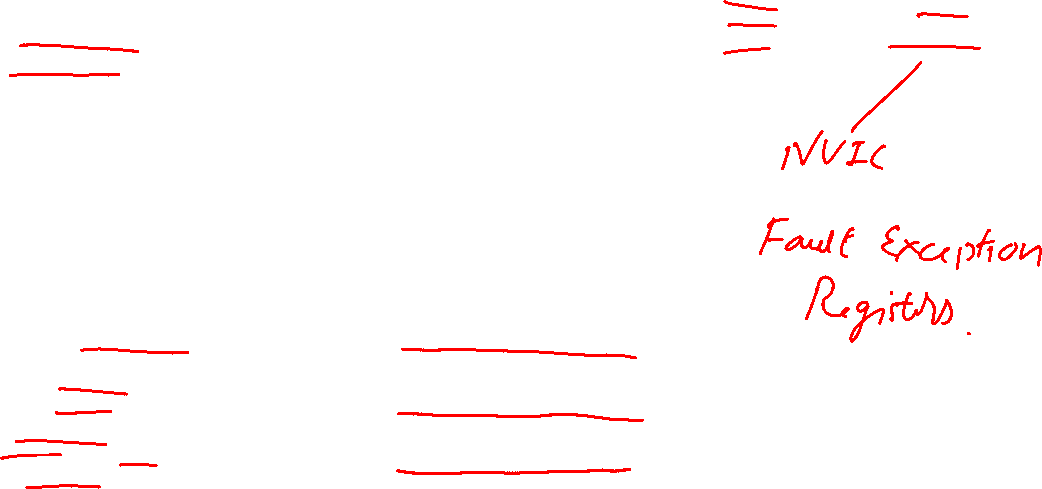 NVIC
Fault Exception
Registers.